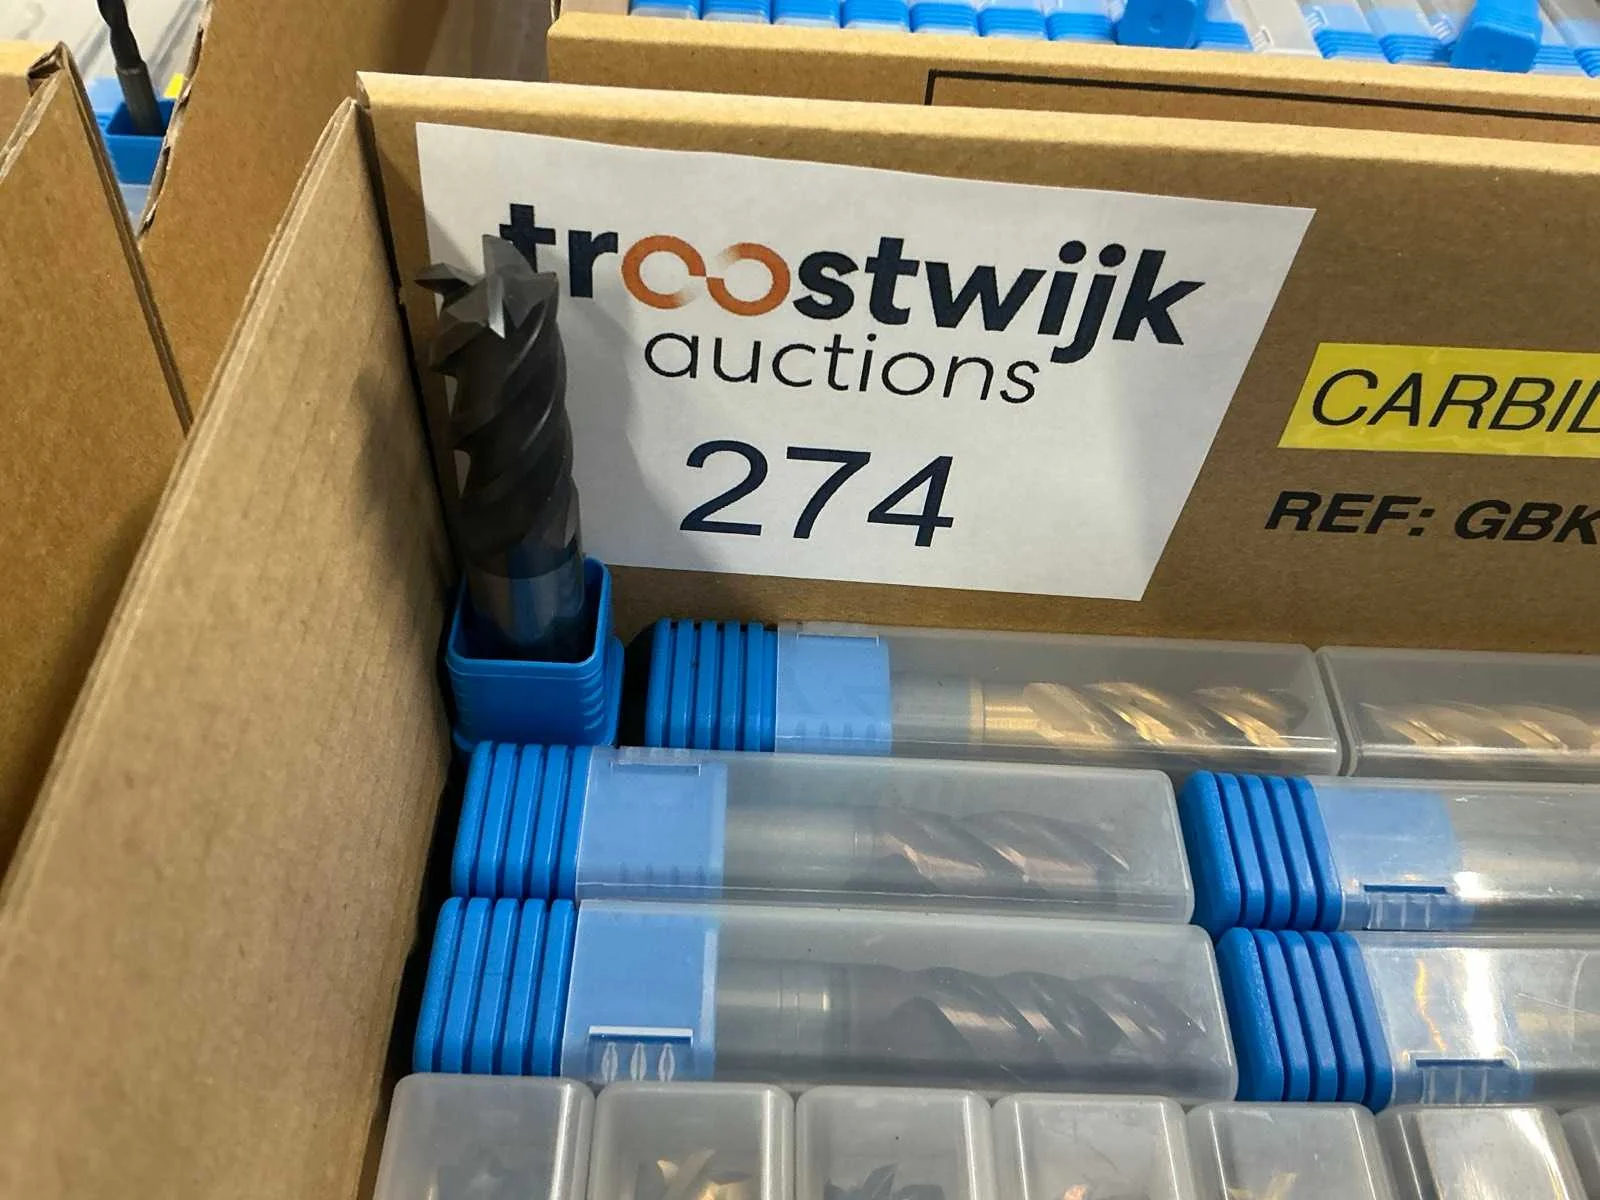 troostwijk
auctions
274
CARBID
REF: GBK